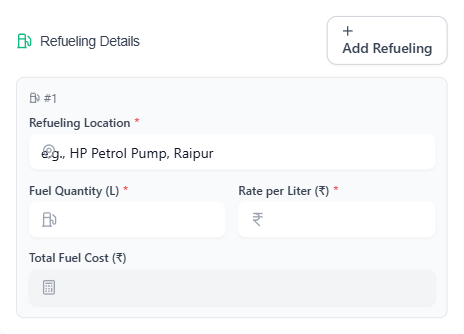 Refueling Details
+
Add Refueling
#1
Refueling Location *
e.g., HP Petrol Pump, Raipur
Fuel Quantity (L) *
Rate per Liter (₹) *
₹
Total Fuel Cost (₹)